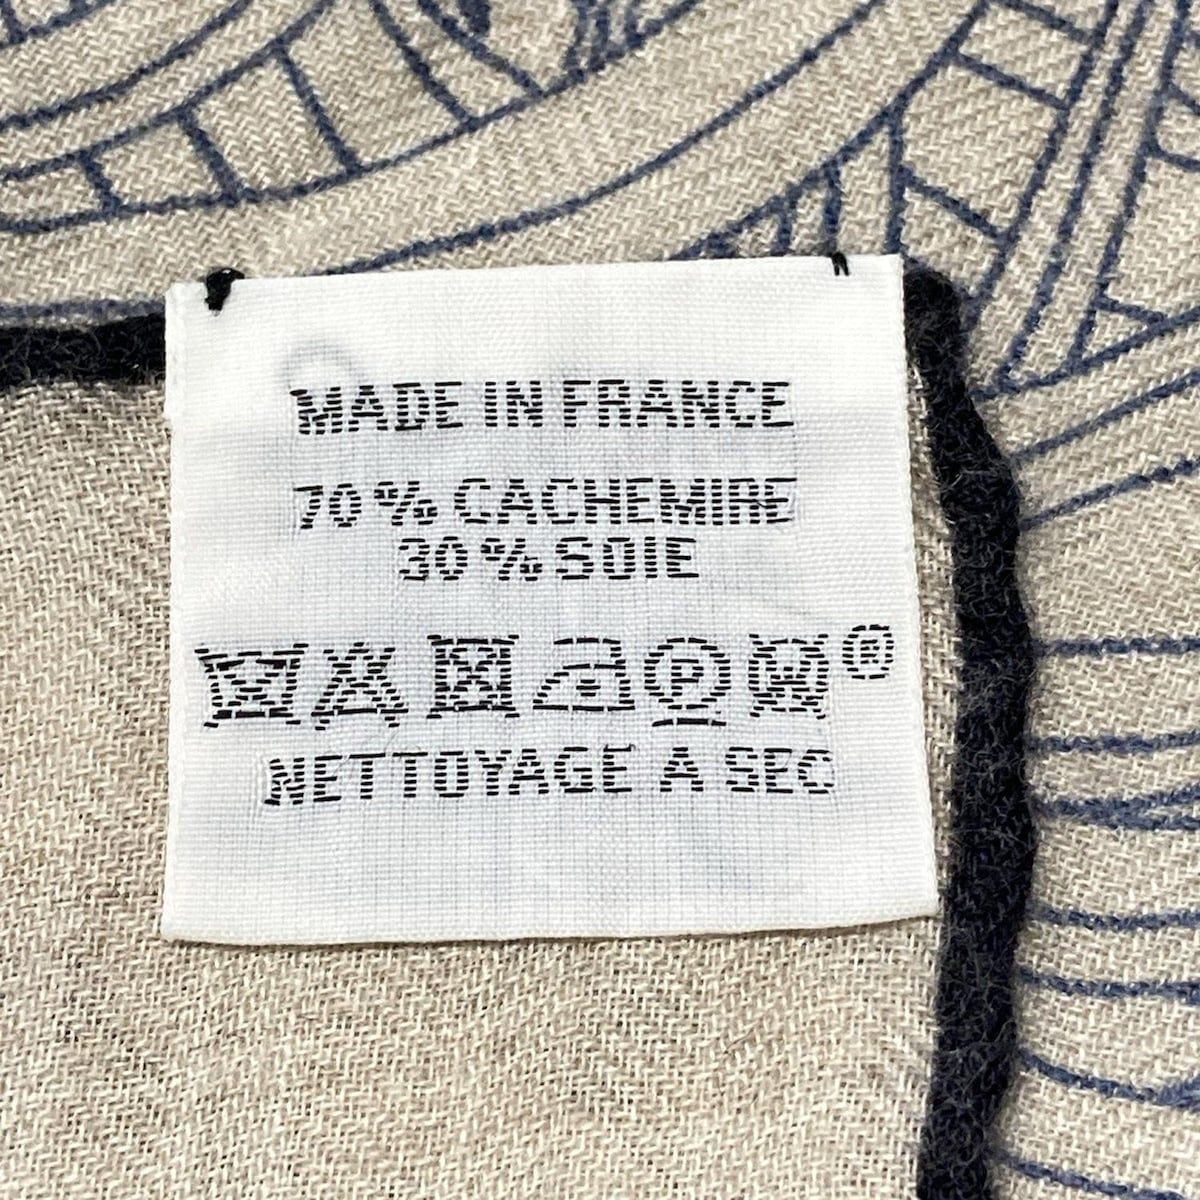 MADE IN FRANCE
70% CACHEMIRE
30% SOIE
P W ®
NETTOYAGE A SEC